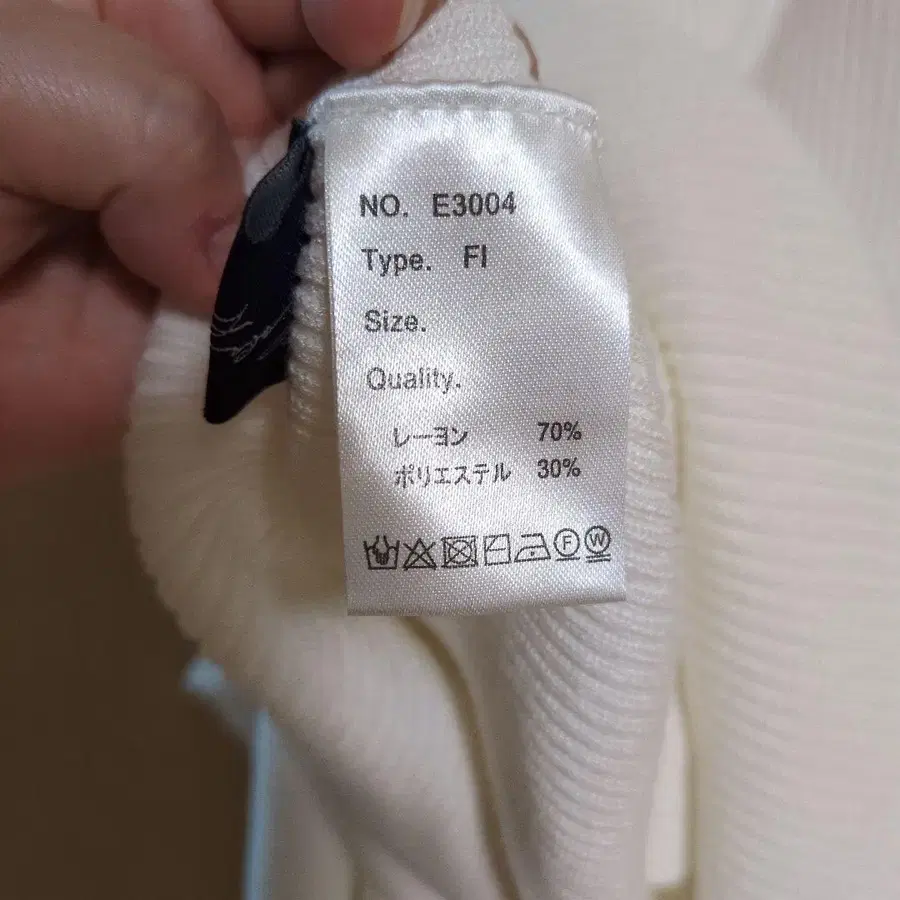 NO. E3004
Type. FI
Size.
Quality.
レーヨン 70%
ポリエステル 30%
F W